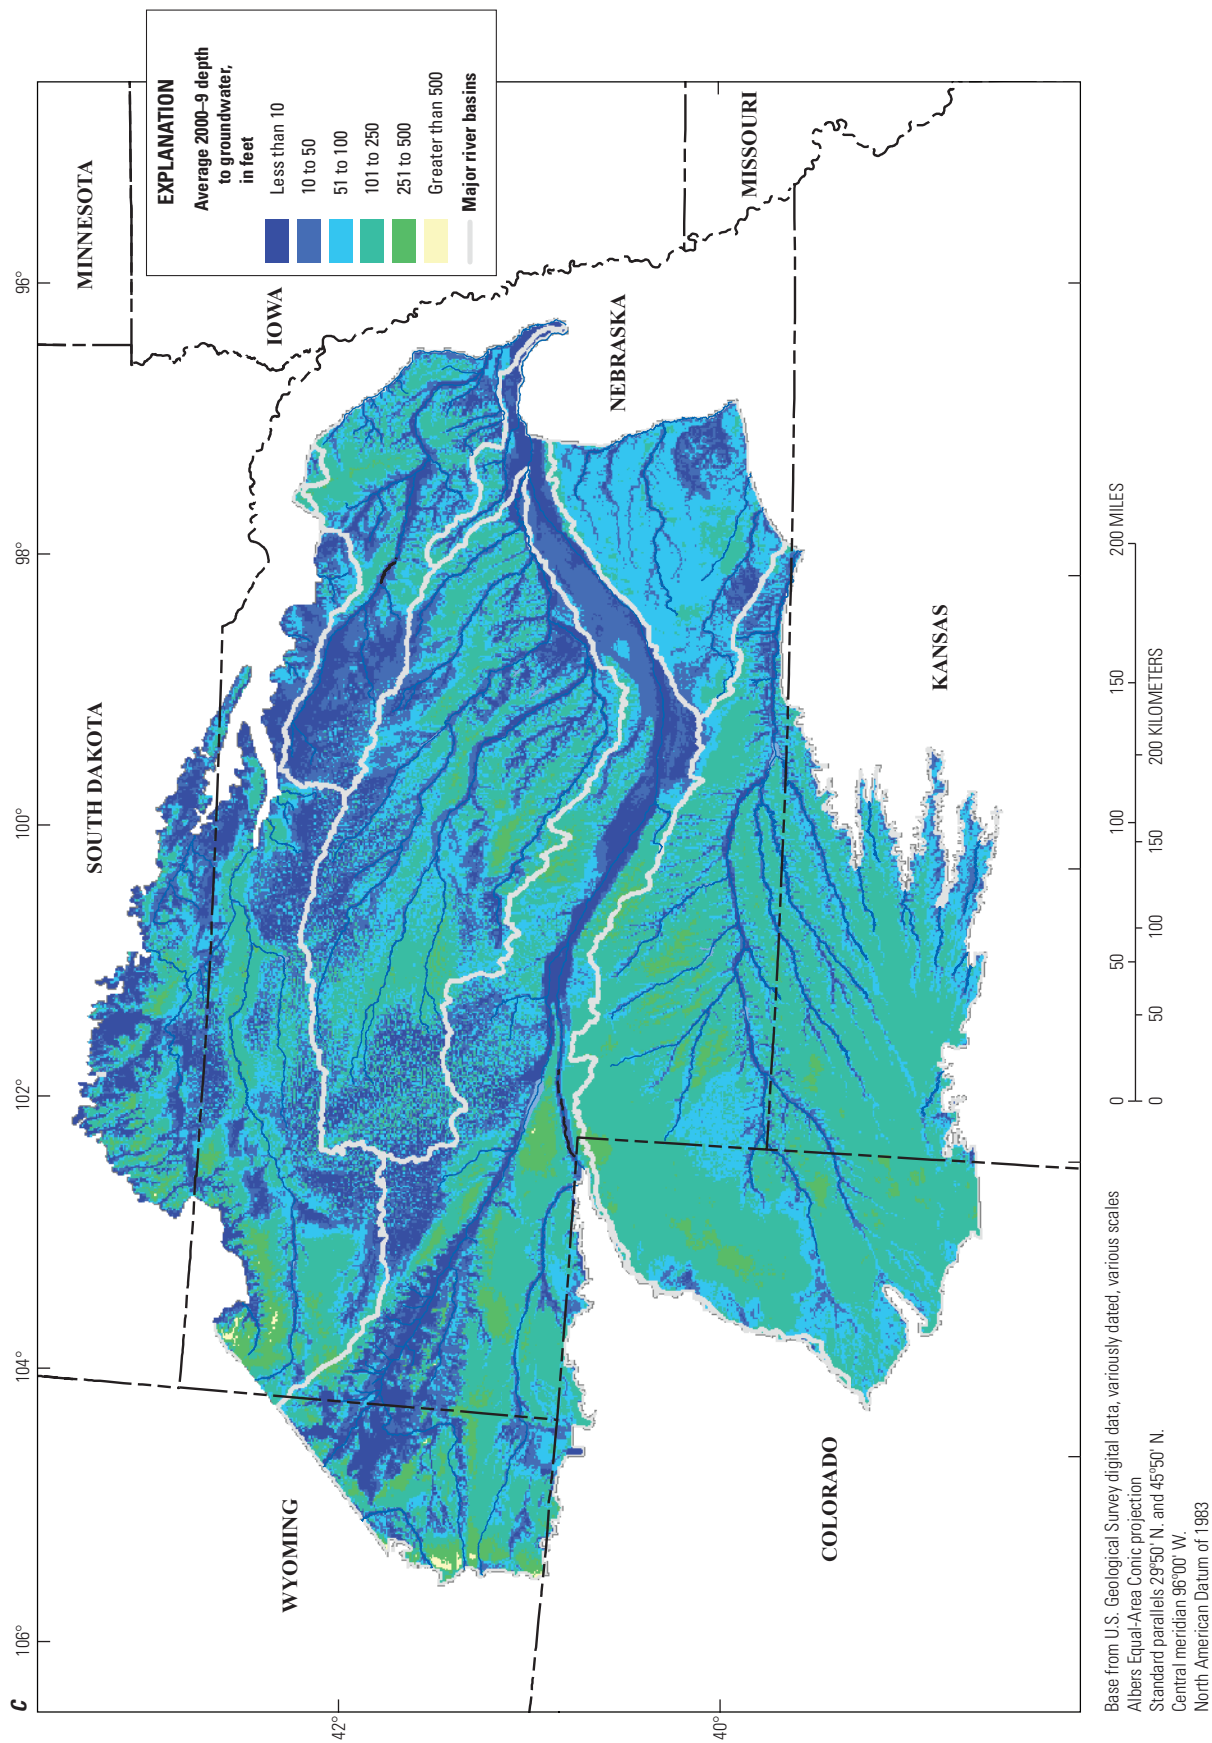 C
106°
104°
102°
100°
98°
96°
42°
40°
MINNESOTA
SOUTH DAKOTA
IOWA
WYOMING
NEBRASKA
MISSOURI
COLORADO
KANSAS
EXPLANATION
Average 2000–9 depth
to groundwater,
in feet
Less than 10
10 to 50
51 to 100
101 to 250
251 to 500
Greater than 500
Major river basins
0 50 100 150 200 MILES
0 50 100 150 200 KILOMETERS
Base from U.S. Geological Survey digital data, variously dated, various scales
Albers Equal-Area Conic projection
Standard parallels 29°50' N. and 45°50' N.
Central meridian 96°00' W.
North American Datum of 1983